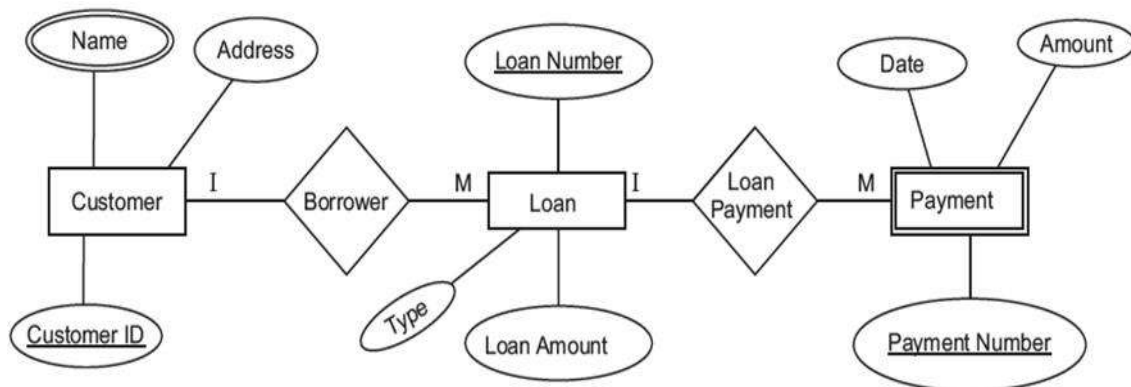 Name
Address
Loan Number
Date
Amount
Customer
I
Borrower
M
Loan
I
Loan
Payment
M
Payment
Customer ID
Type
Loan Amount
Payment Number